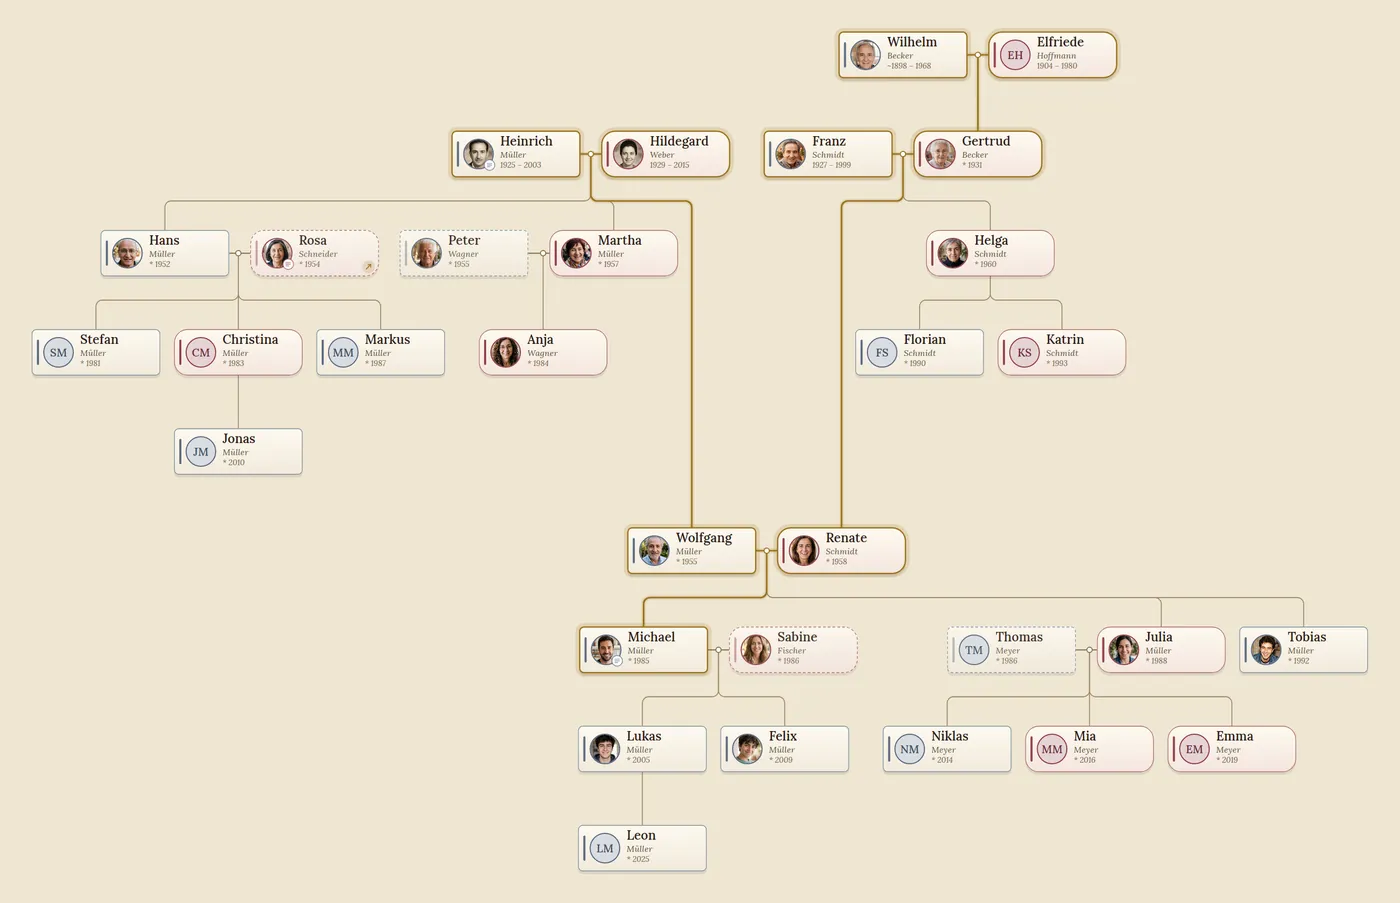 Wilhelm
Becker
~1898 – 1968
EH
Elfriede
Hoffmann
1904 – 1980
Heinrich
Müller
1925 – 2003
Hildegard
Weber
1929 – 2015
Franz
Schmidt
1927 – 1999
Gertrud
Becker
* 1931
Hans
Müller
* 1952
Rosa
Schneider
* 1954
Peter
Wagner
* 1955
Martha
Müller
* 1957
Helga
Schmidt
* 1960
SM
Stefan
Müller
* 1981
CM
Christina
Müller
* 1983
MM
Markus
Müller
* 1987
Anja
Wagner
* 1984
FS
Florian
Schmidt
* 1990
KS
Katrin
Schmidt
* 1993
JM
Jonas
Müller
* 2010
Wolfgang
Müller
* 1955
Renate
Schmidt
* 1958
Michael
Müller
* 1985
Sabine
Fischer
* 1986
TM
Thomas
Meyer
* 1986
Julia
Müller
* 1988
Tobias
Müller
* 1992
Lukas
Müller
* 2005
Felix
Müller
* 2009
NM
Niklas
Meyer
* 2014
MM
Mia
Meyer
* 2016
EM
Emma
Meyer
* 2019
LM
Leon
Müller
* 2025